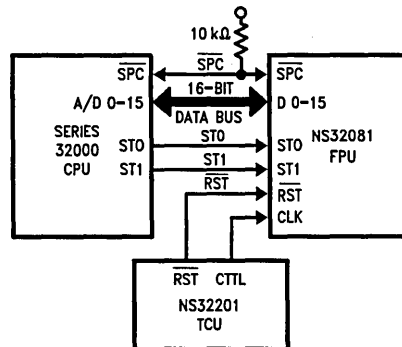 10 kΩ
SPC
SPC
SPC
A/D 0-15
16-BIT
D 0-15
DATA BUS
SERIES
32000
CPU
NS32081
FPU
ST0
ST0
ST0
ST1
ST1
ST1
RST
RST
CLK
RST
CTTL
NS32201
TCU